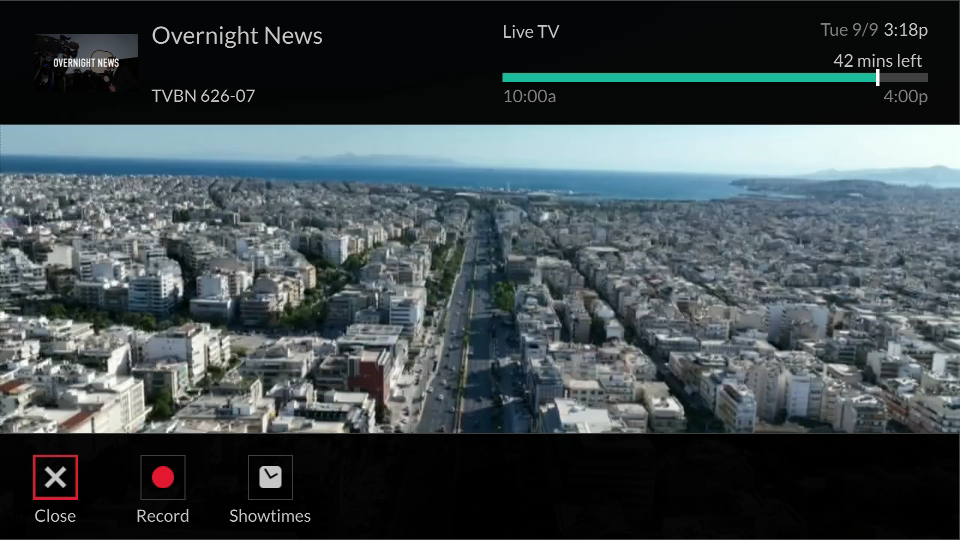 OVERNIGHT NEWS
Overnight News
TVBN 626-07
Live TV
Tue 9/9 3:18p
42 mins left
10:00a
4:00p
Close
Record
Showtimes